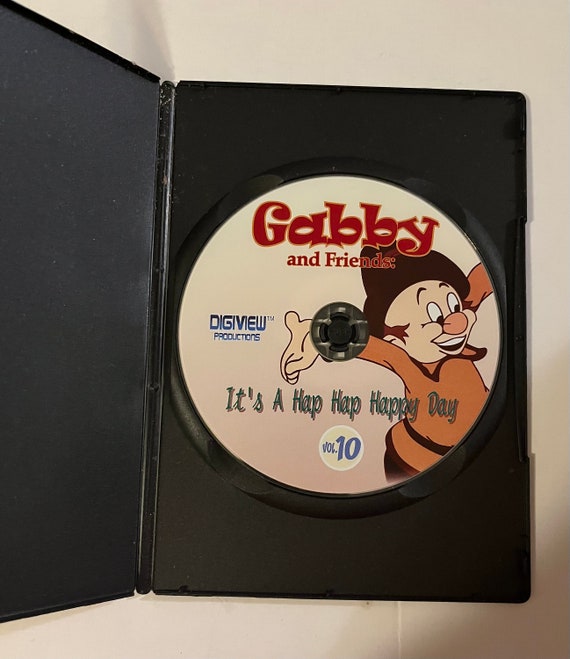 Gabby
and Friends:
DIGIVIEW™
PRODUCTIONS
It's A Hap Hap Happy Day
VOL. 10